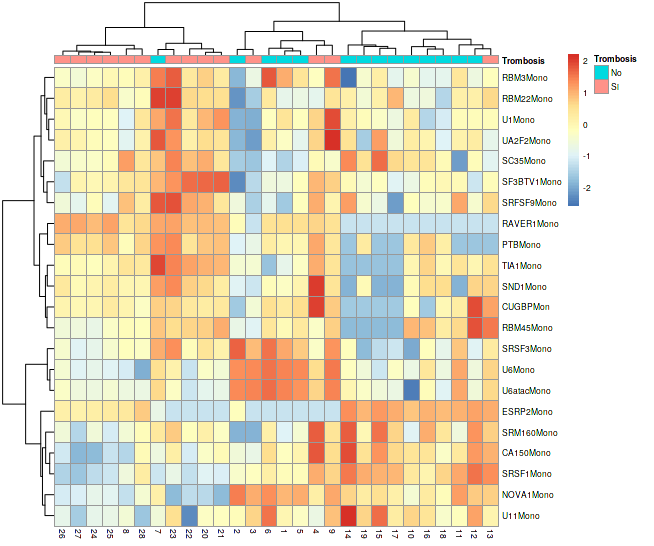 Trombosis
RBM3Mono
RBM22Mono
U1Mono
UA2F2Mono
SC35Mono
SF3BTV1Mono
SRFSF9Mono
RAVER1Mono
PTBMono
TIA1Mono
SND1Mono
CUGBPMon
RBM45Mono
SRSF3Mono
U6Mono
U6atacMono
ESRP2Mono
SRM160Mono
CA150Mono
SRSF1Mono
NOVA1Mono
U11Mono
26 27 24 25 8 28 7 23 22 20 21 2 3 6 1 5 4 9 14 19 15 17 10 16 18 11 12 13
2
1
0
-1
-2
Trombosis
No
SI